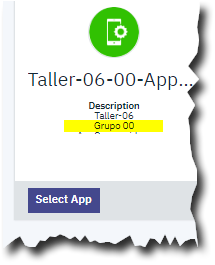 Taller-06-00-App...
Description
Taller-06
Grupo 00
Select App